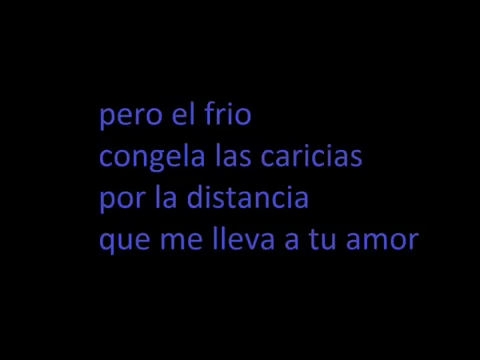 pero el frio
congela las caricias
por la distancia
que me lleva a tu amor